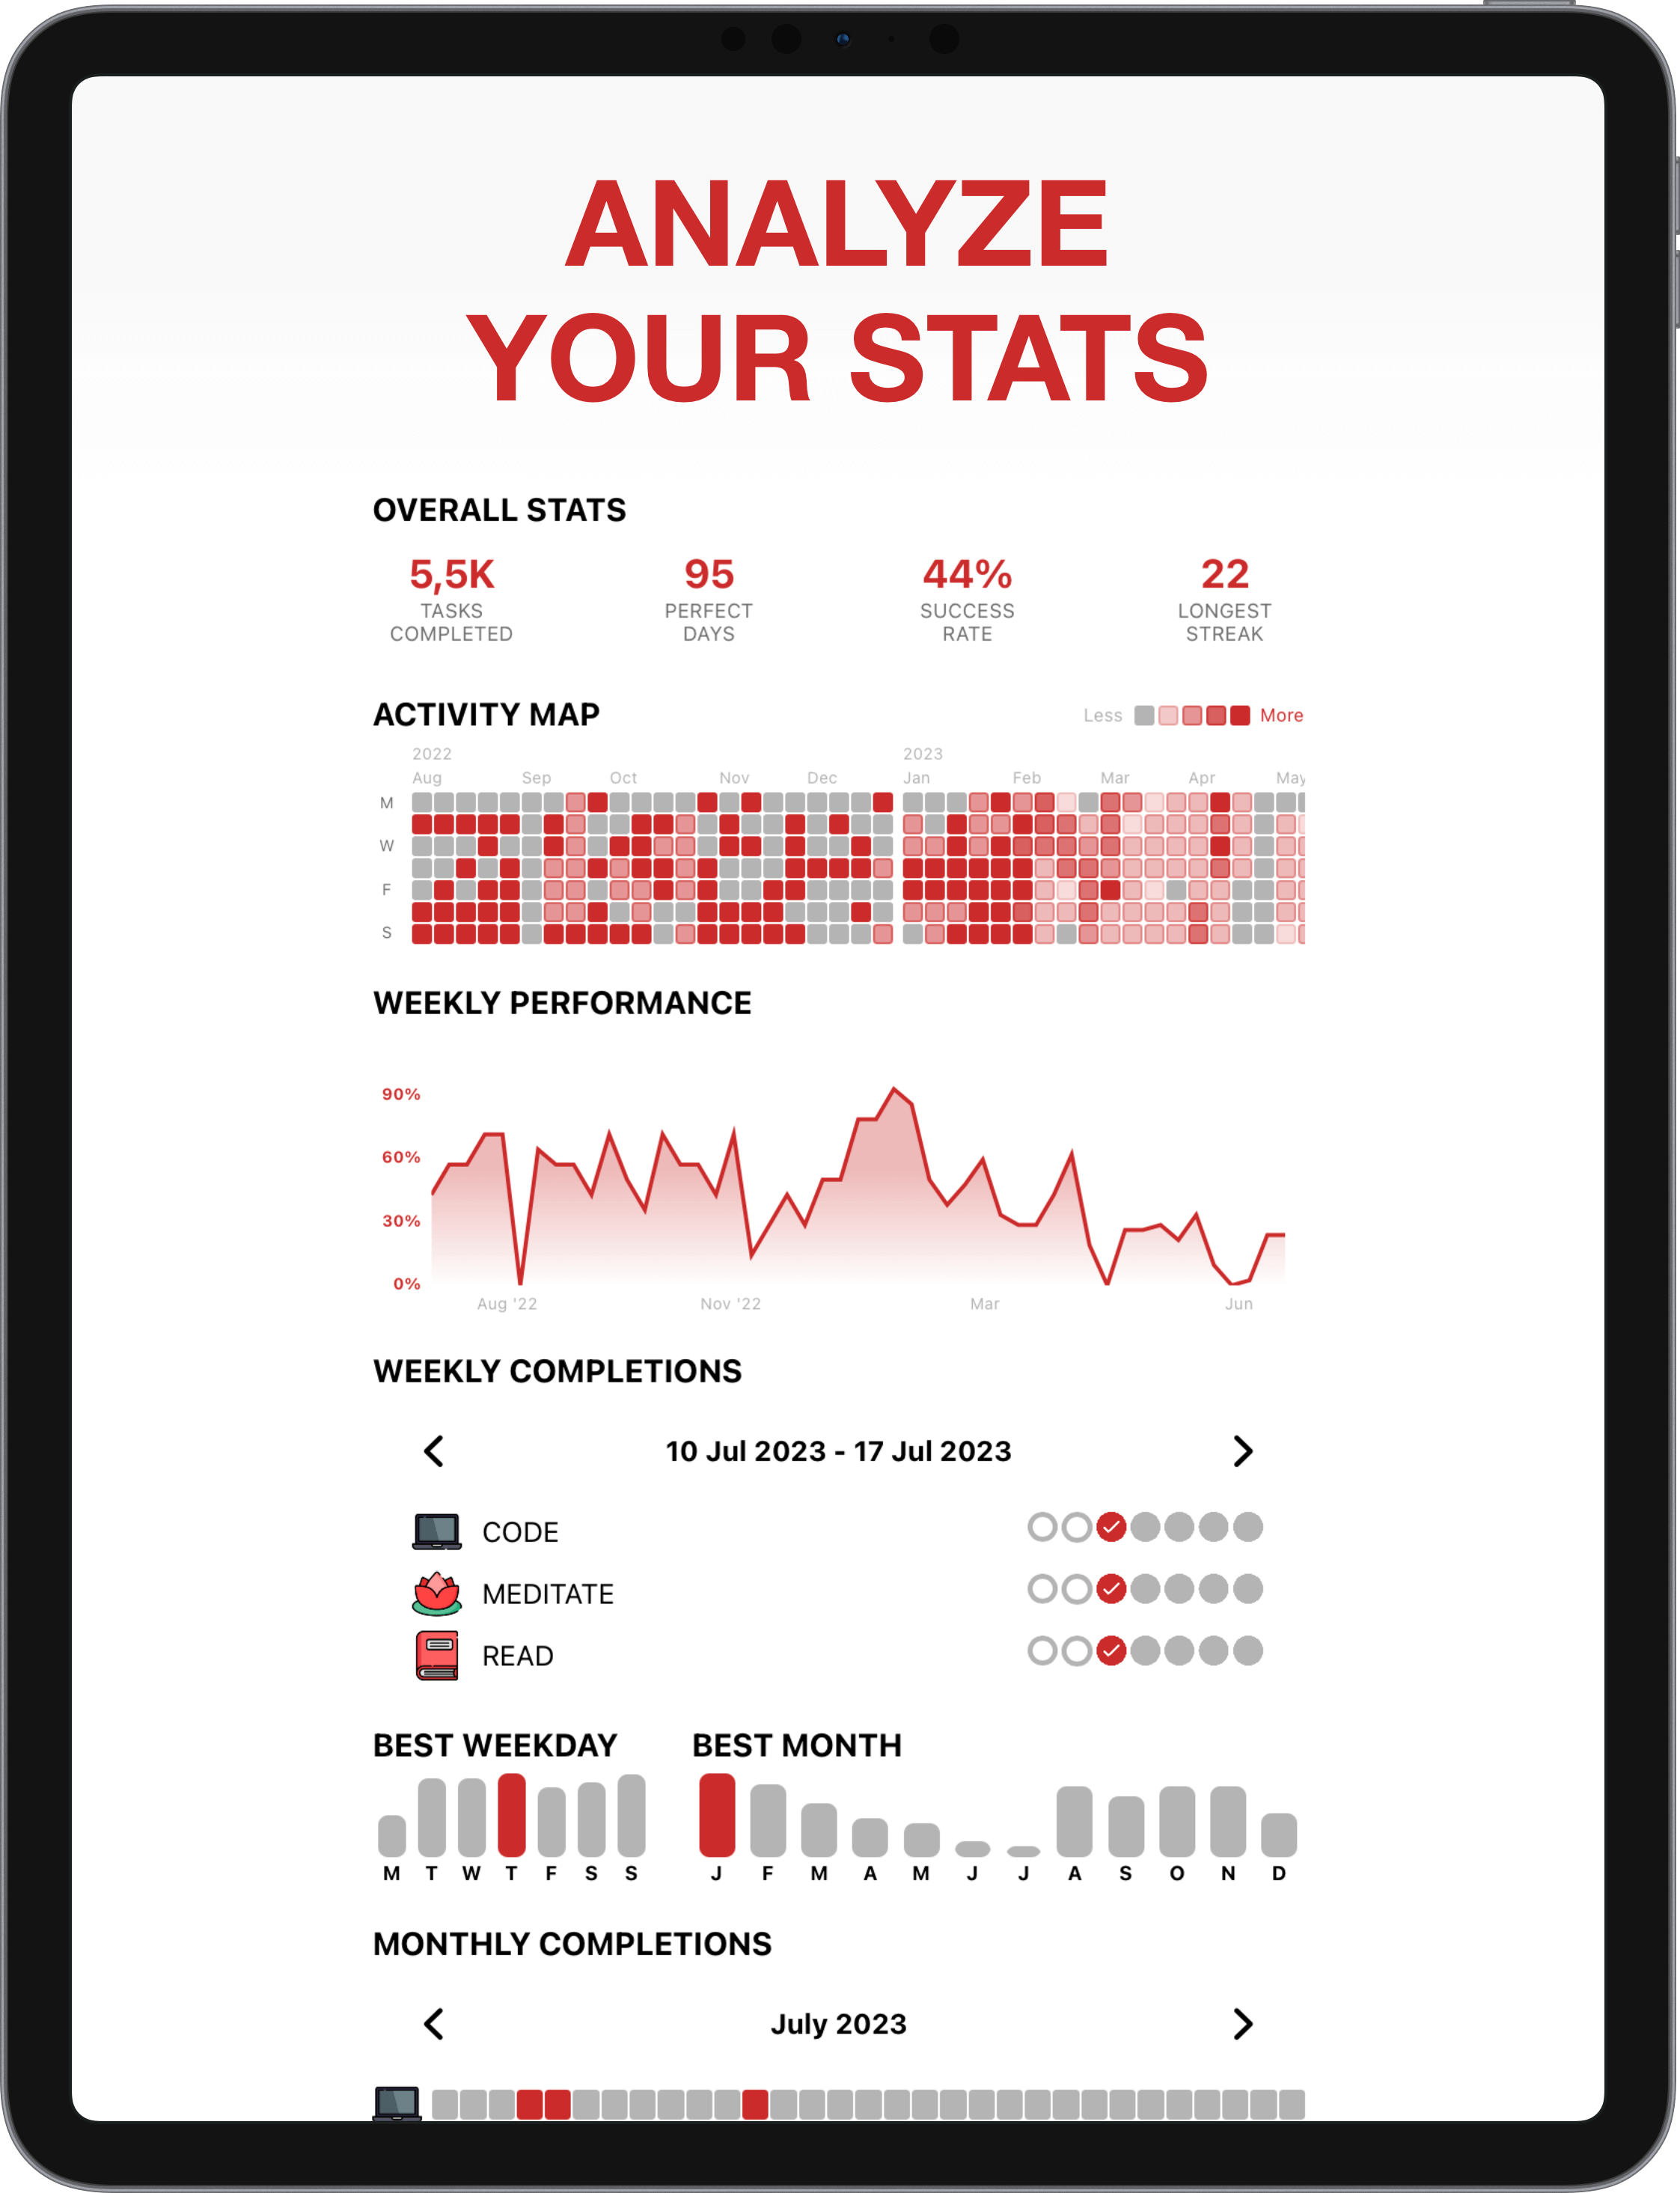 ANALYZE
YOUR STATS
OVERALL STATS
5,5K 95 44% 22
TASKS PERFECT SUCCESS LONGEST
COMPLETED DAYS RATE STREAK
ACTIVITY MAP Less More
2022 2023
Aug Sep Oct Nov Dec Jan Feb Mar Apr May
M
W
F
S
WEEKLY PERFORMANCE
90%
60%
30%
0%
Aug '22 Nov '22 Mar Jun
WEEKLY COMPLETIONS
10 Jul 2023 - 17 Jul 2023
CODE
MEDITATE
READ
BEST WEEKDAY BEST MONTH
M T W T F S S J F M A M J J A S O N D
MONTHLY COMPLETIONS
July 2023